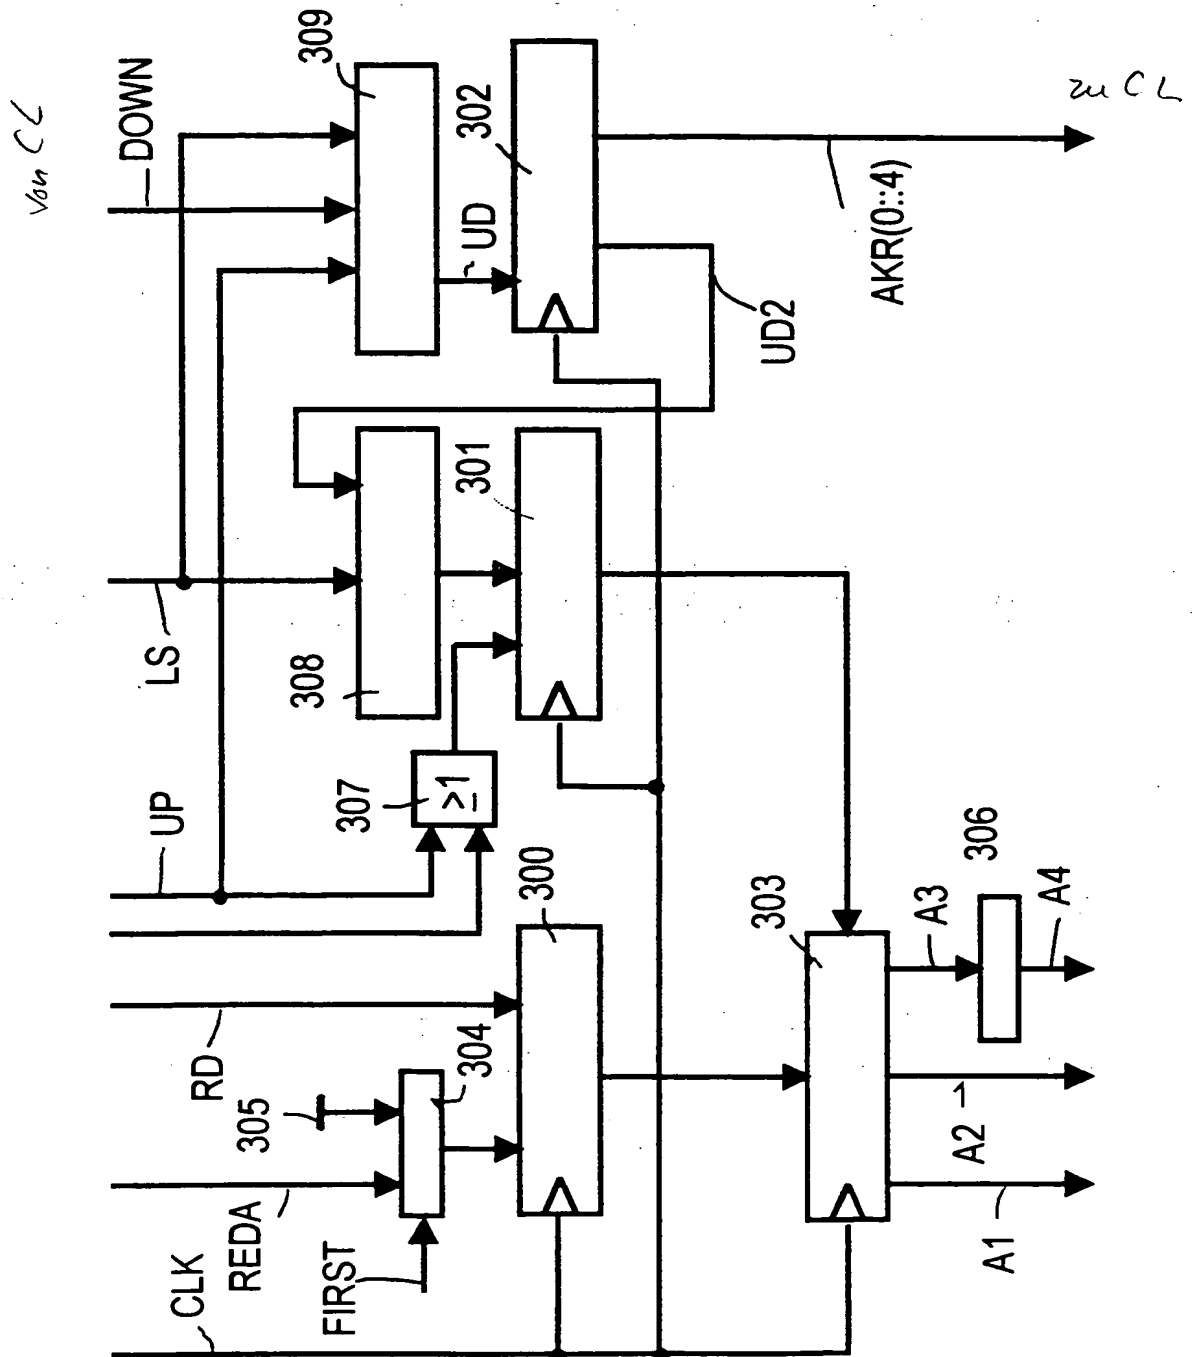 von CL
DOWN
309
302
zu CL
UD
AKR(0::4)
UD2
301
LS
308
UP
307
≥1
300
303
306
A3
A4
RD
304
305
A2
REDA
A1
FIRST
CLK